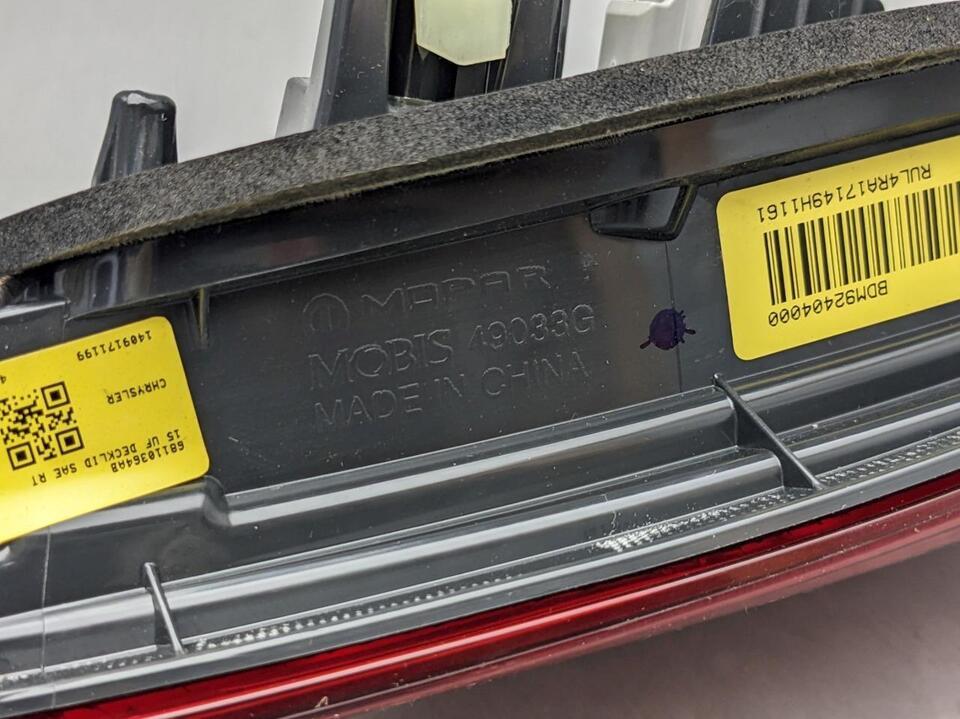 MOPAR
MOBIS 49033G
MADE IN CHINA
1409171199
CHRYSLER
68110364AB
15 UF DECKLID SAE RT
BDM92404000
RUL4RA17149H1161